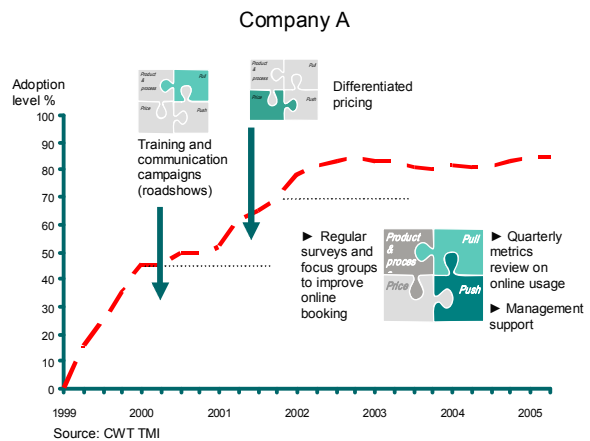 Company A
Adoption
level %
Product
&
process
Pull
Price
Push
Product
&
process
Pull
Price
Push
Differentiated
pricing
Training and
communication
campaigns
(roadshows)
100
90
80
70
60
50
40
30
20
10
0
► Regular
surveys and
focus groups
to improve
online
booking
Product
& proces
s
Pull
Price
Push
► Quarterly
metrics
review on
online usage
► Management
support
1999 2000 2001 2002 2003 2004 2005
Source: CWT TMI